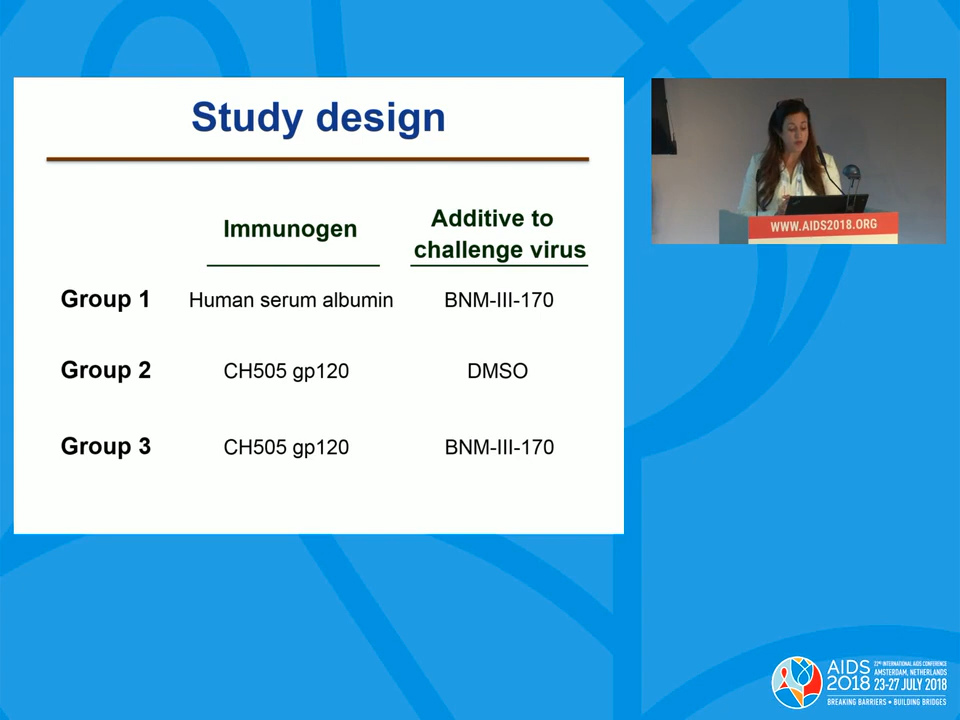 Study design
Immunogen
Additive to
challenge virus
Group 1 Human serum albumin BNM-III-170
Group 2 CH505 gp120 DMSO
Group 3 CH505 gp120 BNM-III-170
WWW.AIDS2018.ORG
AIDS
2018
22ND INTERNATIONAL AIDS CONFERENCE
AMSTERDAM, NETHERLANDS
23-27 JULY 2018
BREAKING BARRIERS • BUILDING BRIDGES